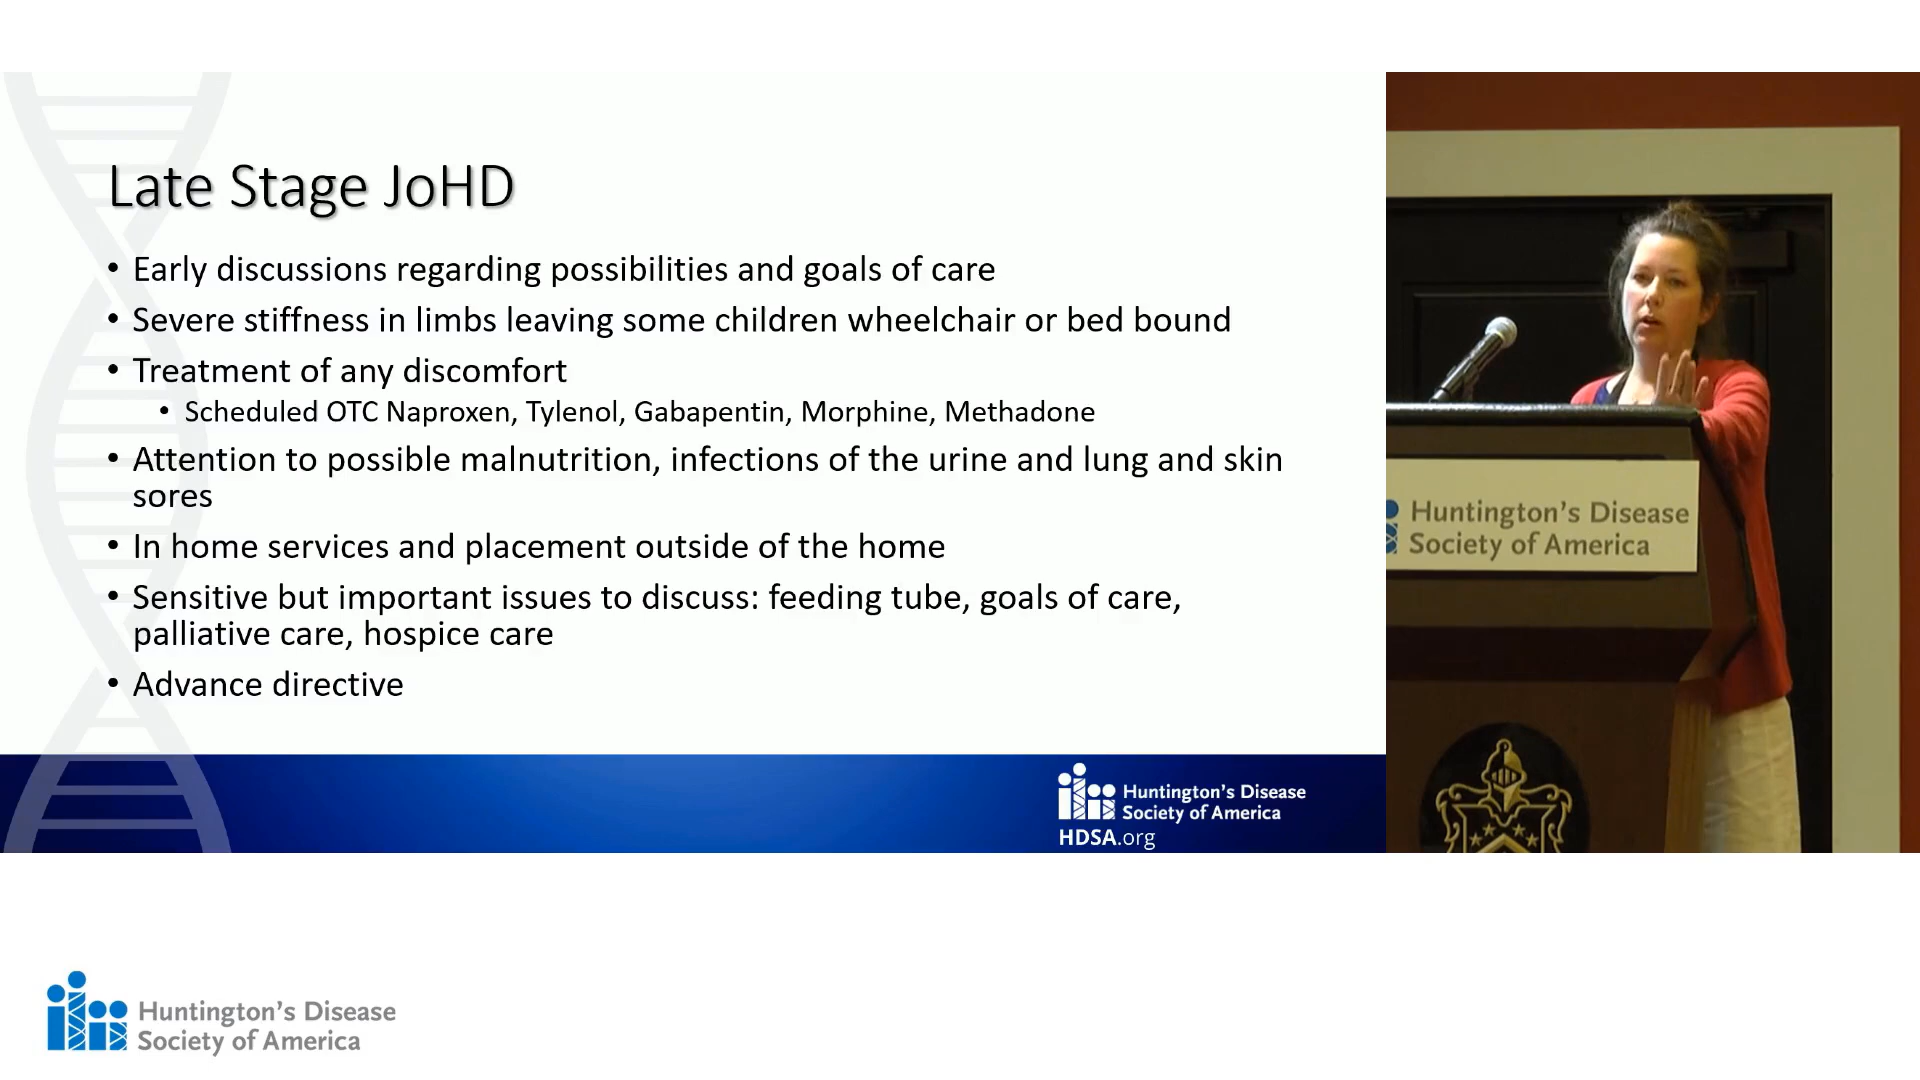 Late Stage JoHD
• Early discussions regarding possibilities and goals of care
• Severe stiffness in limbs leaving some children wheelchair or bed bound
• Treatment of any discomfort
• Scheduled OTC Naproxen, Tylenol, Gabapentin, Morphine, Methadone
• Attention to possible malnutrition, infections of the urine and lung and skin
sores
• In home services and placement outside of the home
• Sensitive but important issues to discuss: feeding tube, goals of care,
palliative care, hospice care
• Advance directive
Huntington's Disease
Society of America
HDSA.org
Huntington's Disease
Society of America
Huntington's Disease
Society of America